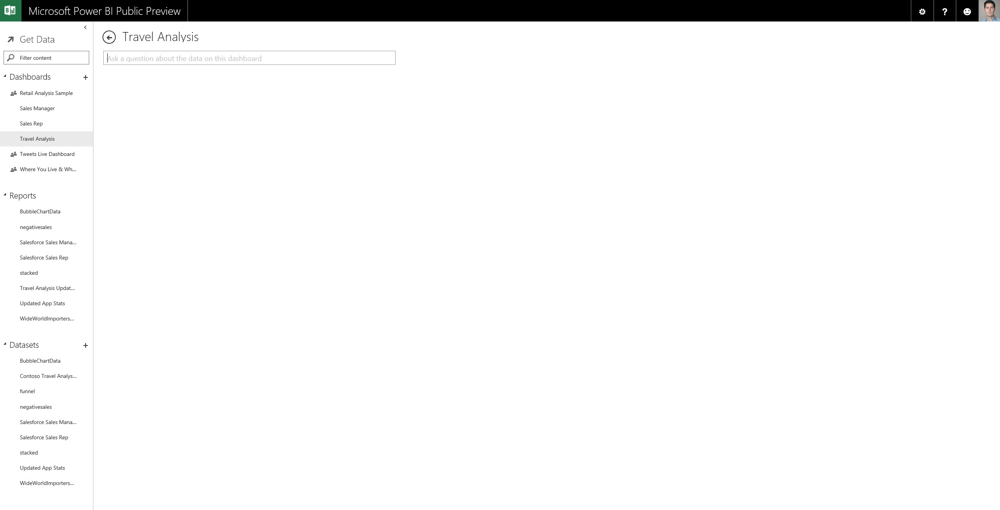 Microsoft Power BI Public Preview
Get Data
Filter content
Dashboards
Retail Analysis Sample
Sales Manager
Sales Rep
Travel Analysis
Tweets Live Dashboard
Where You Live & Wh...
Reports
BubbleChartData
negativesales
Salesforce Sales Mana...
Salesforce Sales Rep
stacked
Travel Analysis Updat...
Updated App Stats
WideWorldImporters...
Datasets
BubbleChartData
Contoso Travel Analys...
funnel
negativesales
Salesforce Sales Mana...
Salesforce Sales Rep
stacked
Updated App Stats
WideWorldImporters...
Travel Analysis
Ask a question about the data on this dashboard